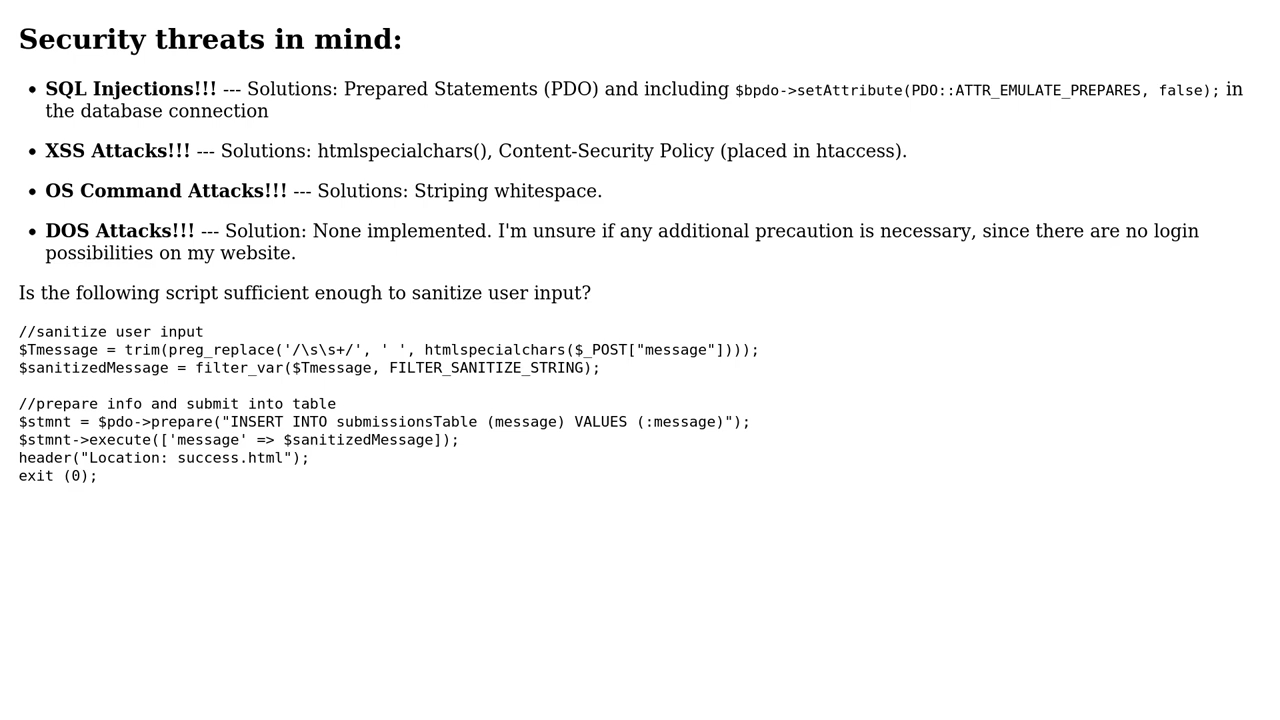 Security threats in mind:
• SQL Injections!!! --- Solutions: Prepared Statements (PDO) and including $bpdo->setAttribute(PDO::ATTR_EMULATE_PREPARES, false); in
the database connection
• XSS Attacks!!! --- Solutions: htmlspecialchars(), Content-Security Policy (placed in htaccess).
• OS Command Attacks!!! --- Solutions: Striping whitespace.
• DOS Attacks!!! --- Solution: None implemented. I'm unsure if any additional precaution is necessary, since there are no login
possibilities on my website.
Is the following script sufficient enough to sanitize user input?
//sanitize user input
$Tmessage = trim(preg_replace('/\s\s+/', ' ', htmlspecialchars($_POST["message"])));
$sanitizedMessage = filter_var($Tmessage, FILTER_SANITIZE_STRING);
//prepare info and submit into table
$stmnt = $pdo->prepare("INSERT INTO submissionsTable (message) VALUES (:message)");
$stmnt->execute(['message' => $sanitizedMessage]);
header("Location: success.html");
exit (0);